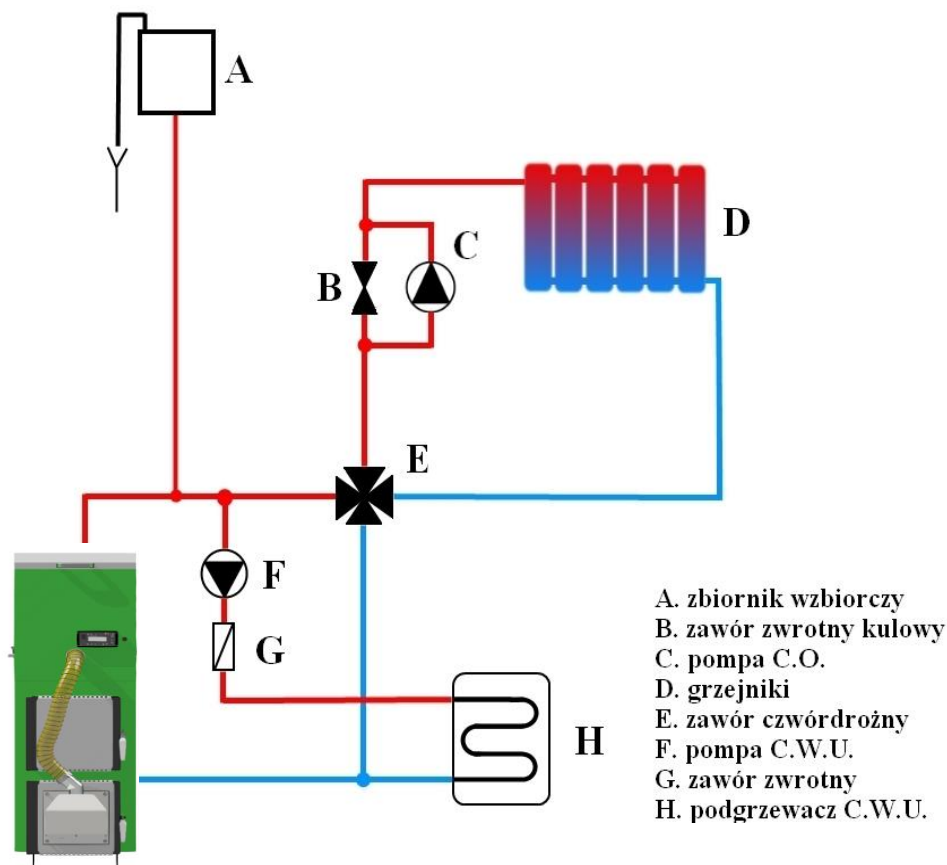 A
D
C
B
E
F
G
H
A. zbiornik wzbiorczy
B. zawór zwrotny kulowy
C. pompa C.O.
D. grzejniki
E. zawór czwórdrożny
F. pompa C.W.U.
G. zawór zwrotny
H. podgrzewacz C.W.U.